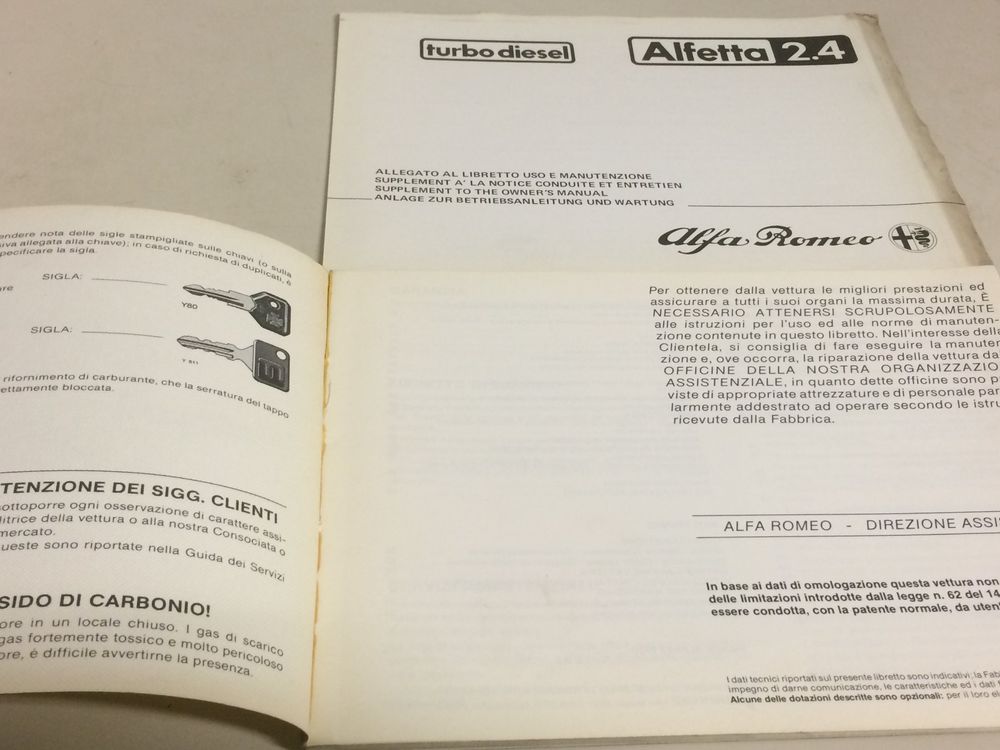 turbodiesel
Alfetta 2.4
ALLEGATO AL LIBRETTO USO E MANUTENZIONE
SUPPLEMENT A' LA NOTICE CONDUITE ET ENTRETIEN
SUPPLEMENT TO THE OWNER'S MANUAL
ANLAGE ZUR BETRIEBSANLEITUNG UND WARTUNG
Alfa Romeo
endere nota delle sigle stampigliate sulle chiavi (o sulla
uva allegata alla chiave); in caso di richiesta di duplicati, è
pecificare la sigla.
SIGLA:
ore
Y80
SIGLA:
rifornimento di carburante, che la serratura del tappo
ettamente bloccata.
TENZIONE DEI SIGG. CLIENTI
sottoporre ogni osservazione di carattere assi-
ditrice della vettura o alla nostra Consociata o
mercato.
ueste sono riportate nella Guida dei Servizi
SIDO DI CARBONIO!
ore in un locale chiuso. I gas di scarico
gas fortemente tossico e molto pericoloso
ore, é difficile avvertirne la presenza.
Per ottenere dalla vettura le migliori prestazioni ed
assicurare a tutti i suoi organi la massima durata, È
NECESSARIO ATTENERSI SCRUPOLOSAMENTE
alle istruzioni per l'uso ed alle norme di manuten-
zione contenute in questo libretto. Nell'interesse della
Clientela, si consiglia di fare eseguire la manuten
zione e, ove occorra, la riparazione della vettura da
OFFICINE DELLA NOSTRA ORGANIZZAZIO
ASSISTENZIALE, in quanto dette officine sono p
viste di appropriate attrezzature e di personale par
larmente addestrato ad operare secondo le istru
ricevute dalla Fabbrica.
ALFA ROMEO - DIREZIONE ASSIS
In base ai dati di omologazione questa vettura non
delle limitazioni introdotte dalla legge n. 62 del 14
essere condotta, con la patente normale, da uten
I dati tecnici riportati sul presente libretto sono indicativi; la Fab
impegno di darne comunicazione, le caratteristiche ed i dati
Alcune delle dotazioni descritte sono opzionali: per il loro el